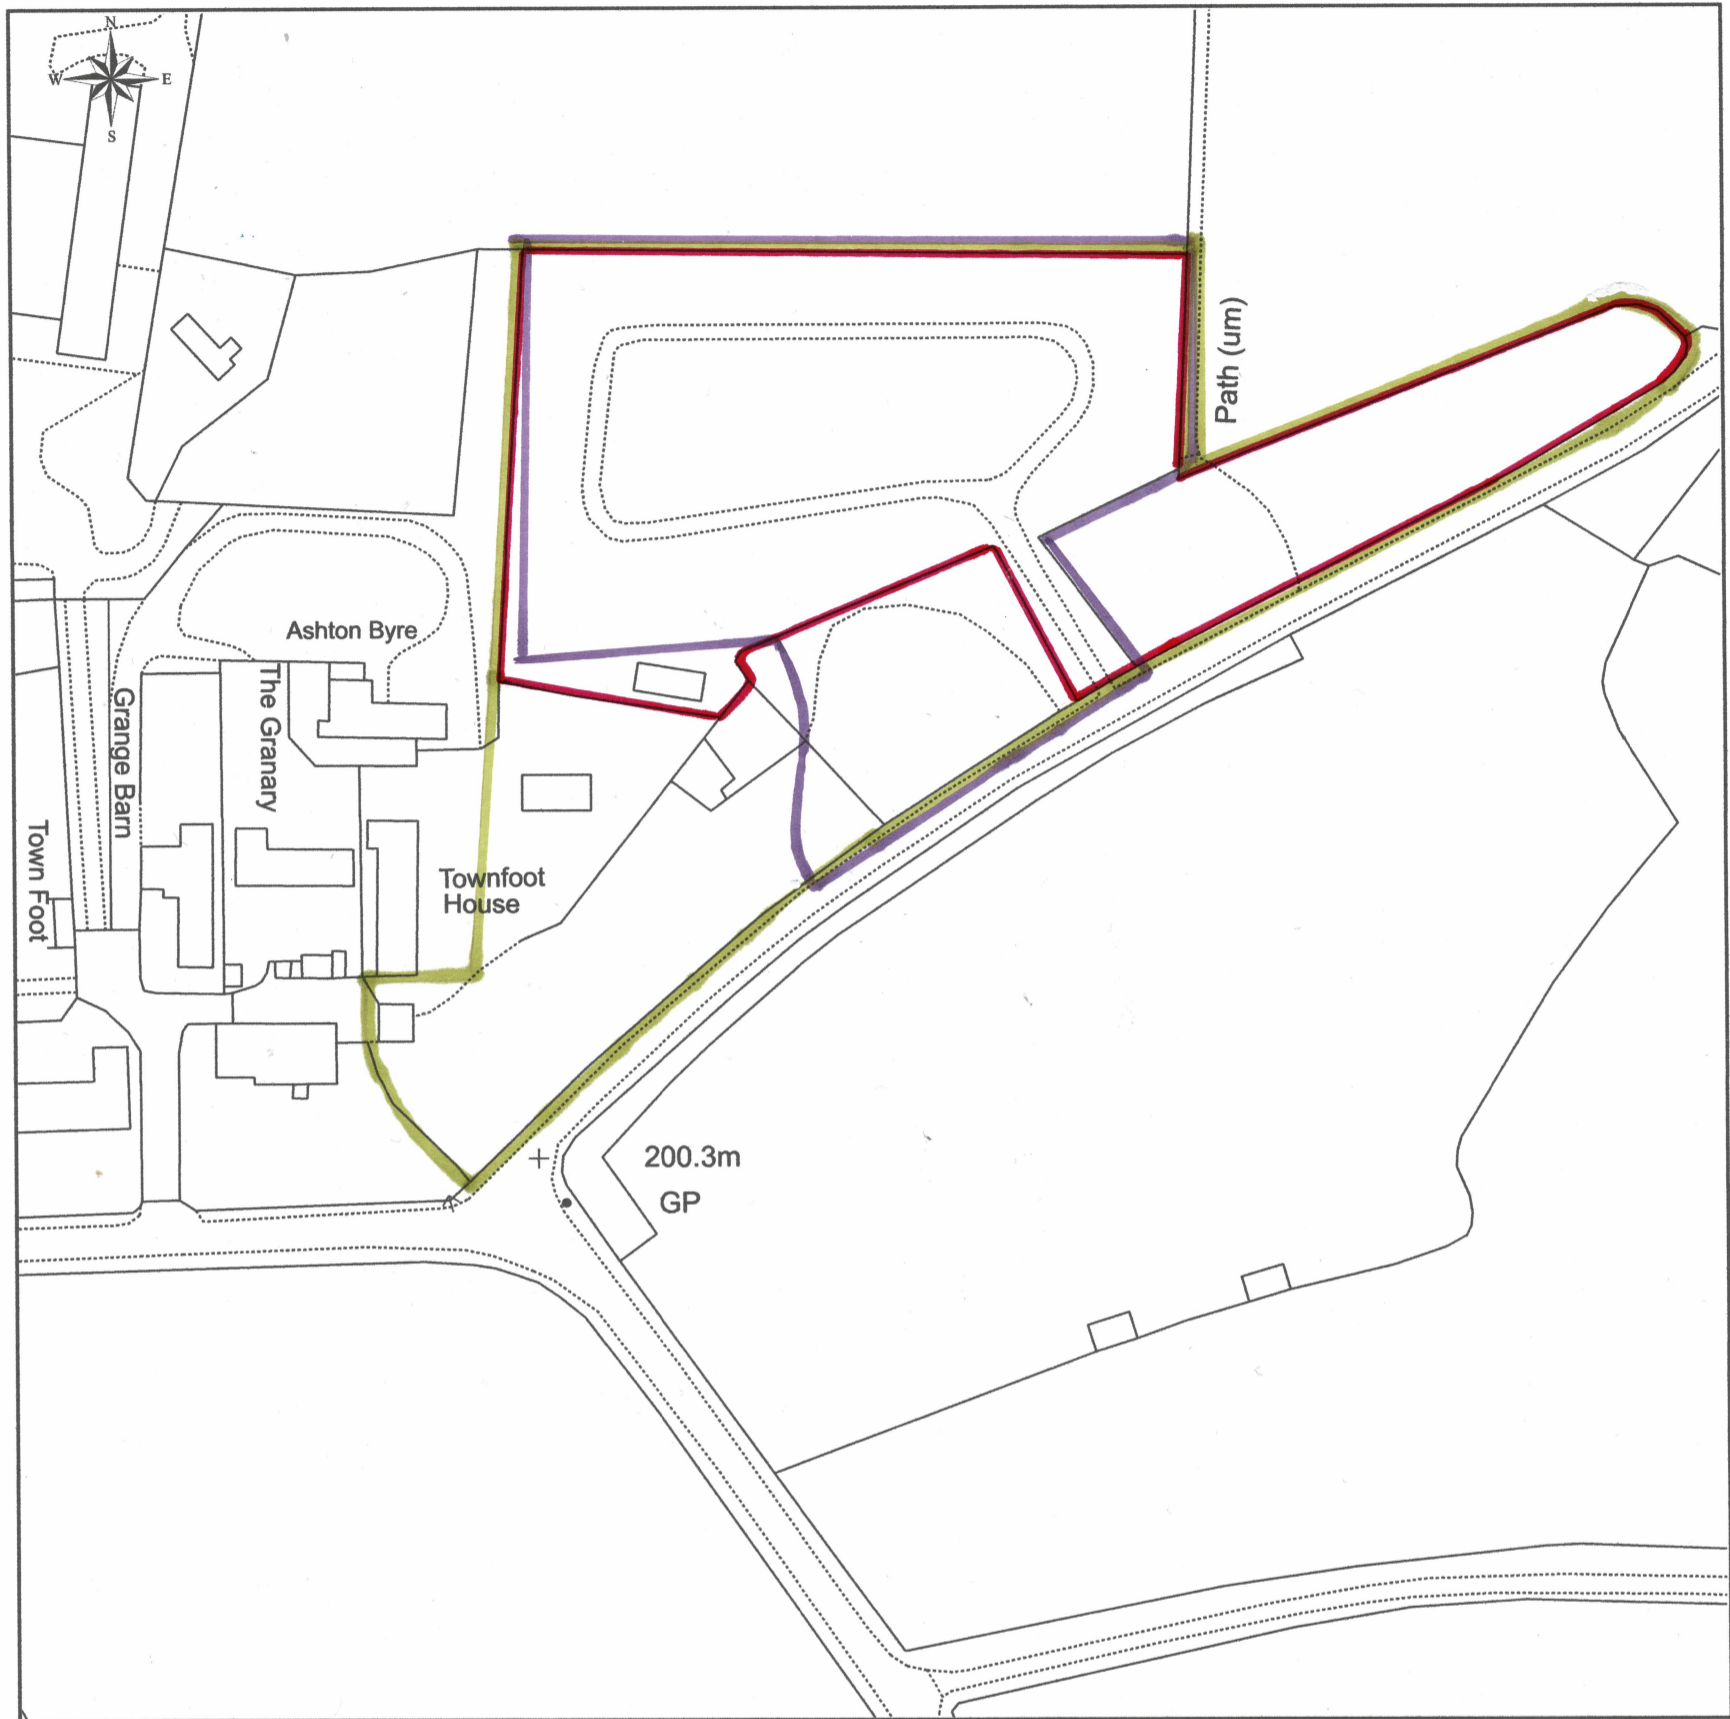 N
W E
S
Path (um)
Ashton Byre
The Granary
Grange Barn
Town Foot
Townfoot
House
200.3m
GP